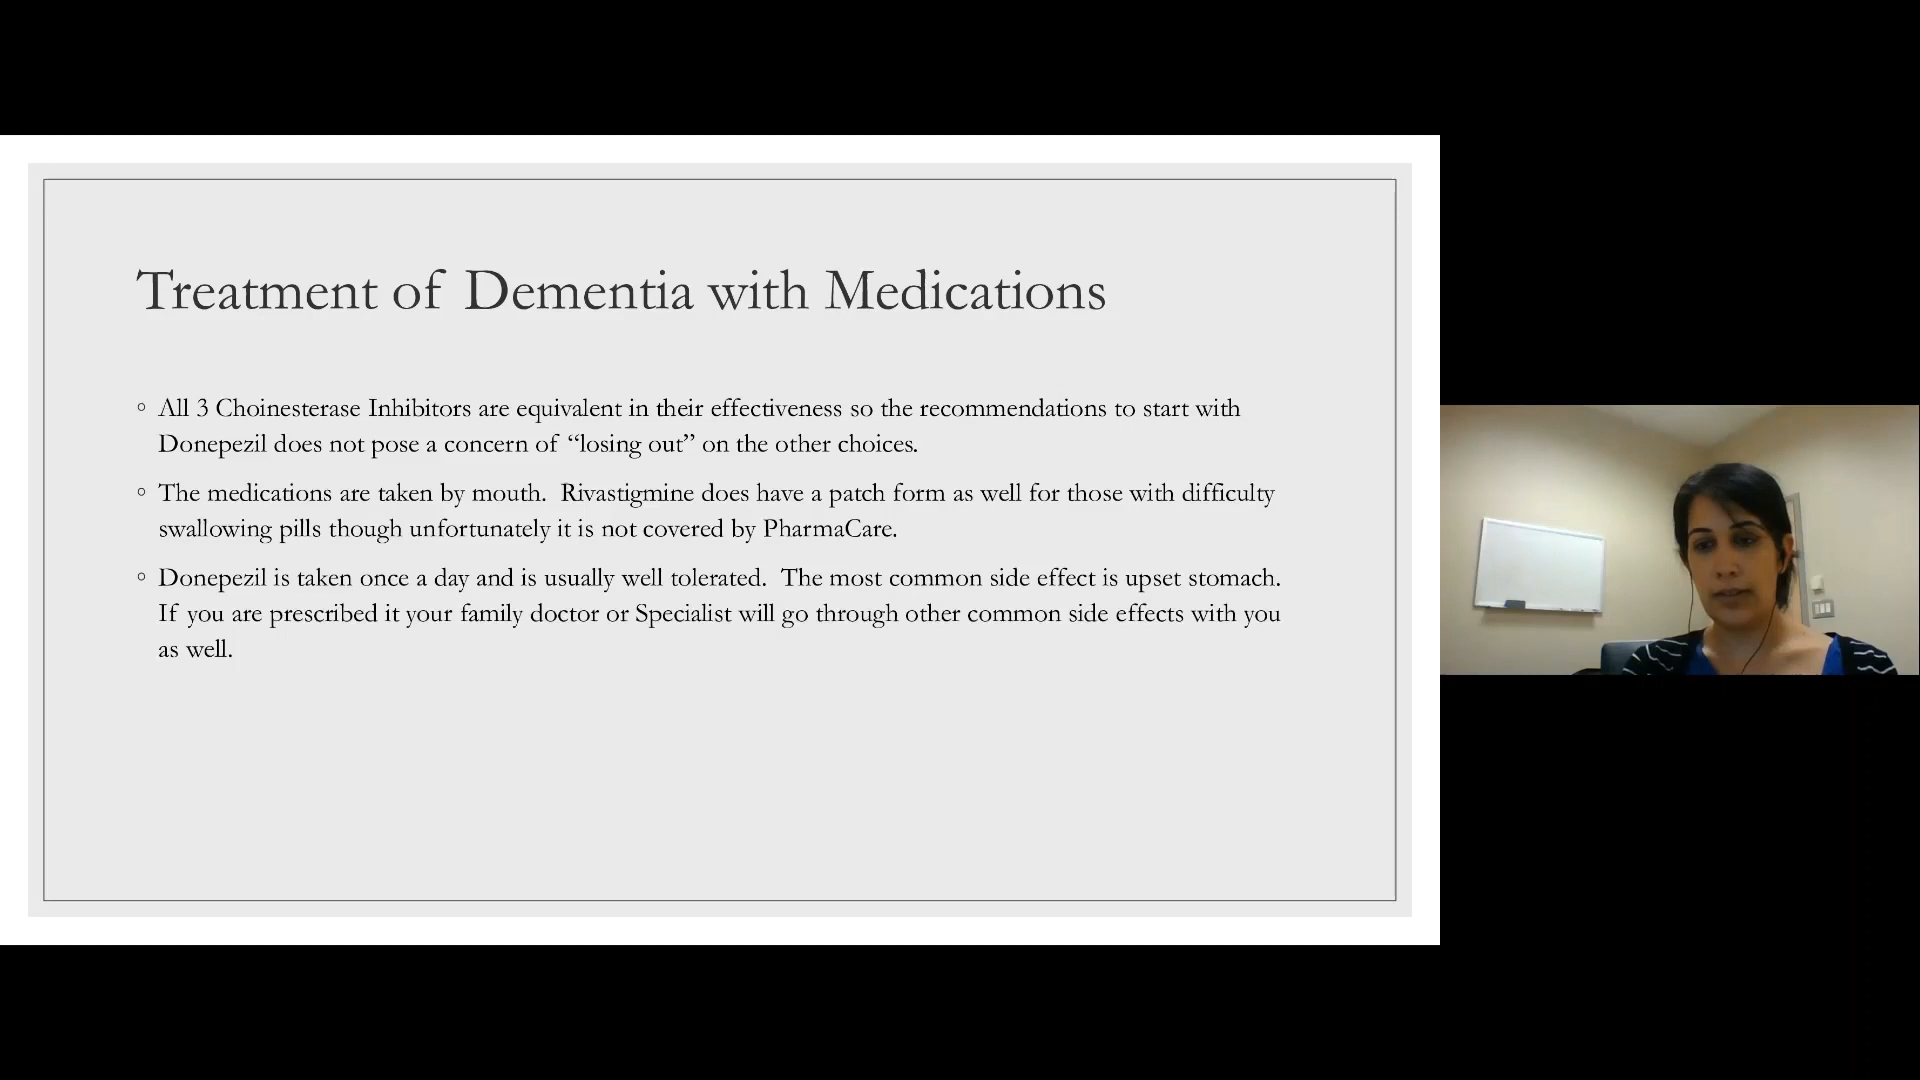 Treatment of Dementia with Medications
◦ All 3 Choinesterase Inhibitors are equivalent in their effectiveness so the recommendations to start with
Donepezil does not pose a concern of “losing out” on the other choices.
◦ The medications are taken by mouth.  Rivastigmine does have a patch form as well for those with difficulty
swallowing pills though unfortunately it is not covered by PharmaCare.
◦ Donepezil is taken once a day and is usually well tolerated.  The most common side effect is upset stomach.
If you are prescribed it your family doctor or Specialist will go through other common side effects with you
as well.